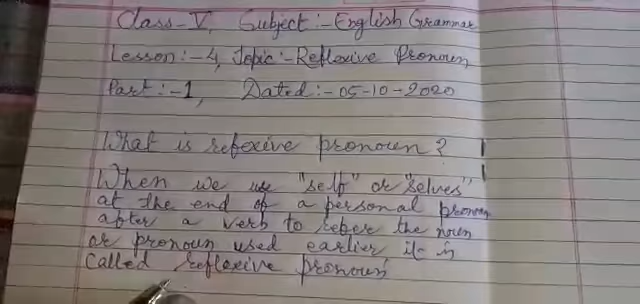 Class-V, Subject:-English Grammar
Lesson:-4, Topic:-Reflexive Pronoun
Part:-1, Dated:-05-10-2020
What is refexive pronoun?
When we use "self" or "selves"
at the end of a personal pronoun
after a verb to refer the noun
or pronoun used earlier, it is
called reflexive pronoun